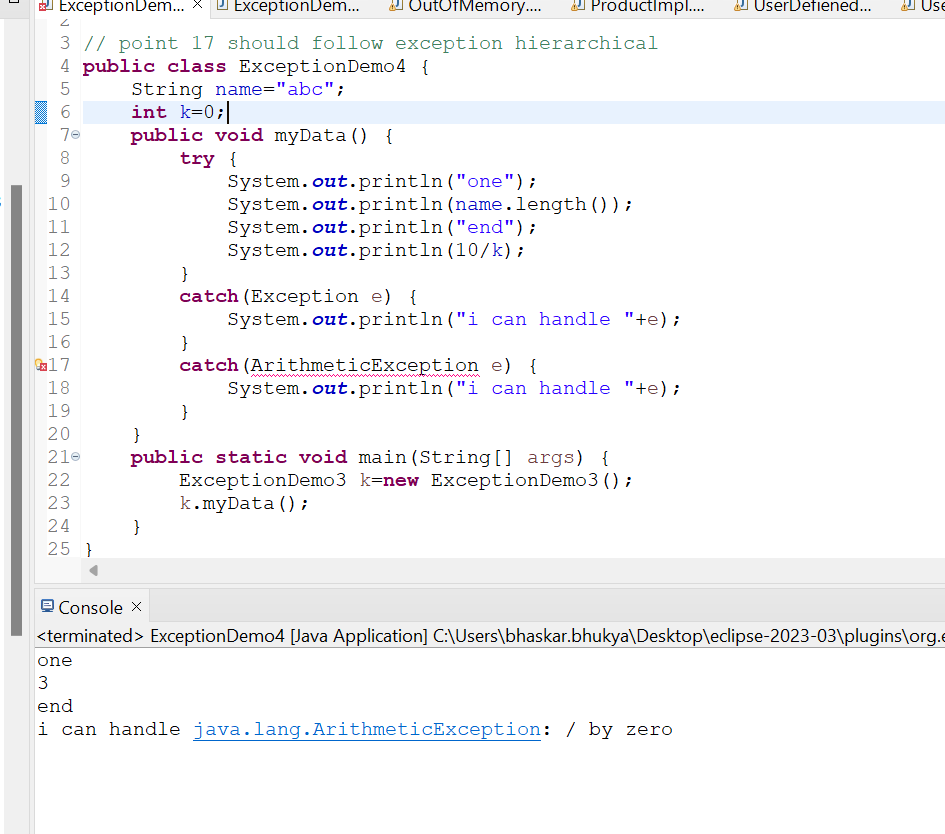 ExceptionDem... ExceptionDem... OutOfMemory.... ProductImpl.... UserDefiened... Use
2
3 // point 17 should follow exception hierarchical
4 public class ExceptionDemo4 {
5 String name="abc";
6 int k=0;
7 public void myData() {
8 try {
9 System.out.println("one");
10 System.out.println(name.length());
11 System.out.println("end");
12 System.out.println(10/k);
13 }
14 catch(Exception e) {
15 System.out.println("i can handle "+e);
16 }
17 catch(ArithmeticException e) {
18 System.out.println("i can handle "+e);
19 }
20 }
21 public static void main(String[] args) {
22 ExceptionDemo3 k=new ExceptionDemo3();
23 k.myData();
24 }
25 }
Console
<terminated> ExceptionDemo4 [Java Application] C:\Users\bhaskar.bhukya\Desktop\eclipse-2023-03\plugins\org.e
one
3
end
i can handle java.lang.ArithmeticException: / by zero